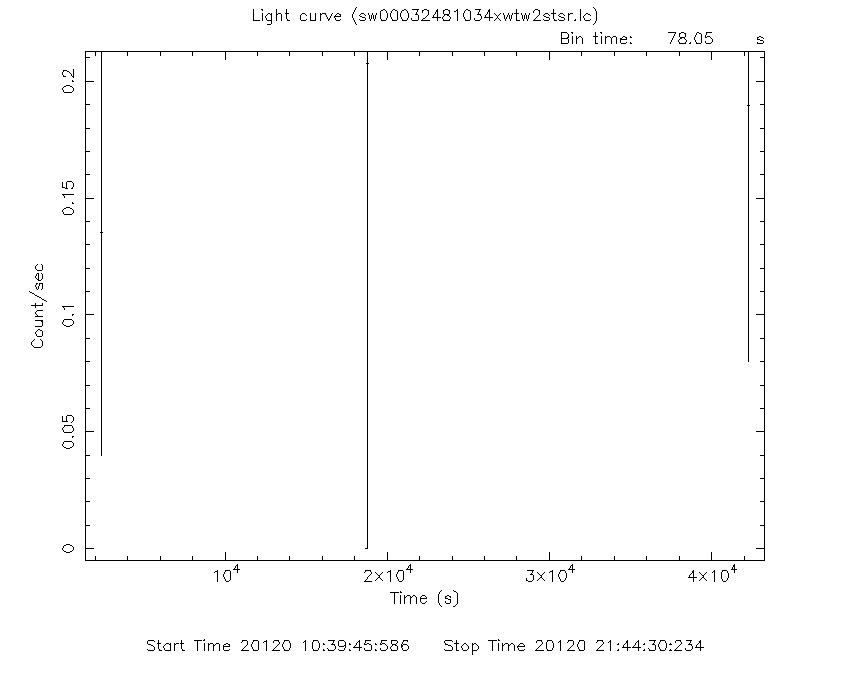 Light curve (sw00032481034xwtw2stsr.lc)
Bin time: 78.05 s
0.2
0.15
0.1
0.05
0
Count/sec
10^4 2×10^4 3×10^4 4×10^4
Time (s)
Start Time 20120 10:39:45:586 Stop Time 20120 21:44:30:234